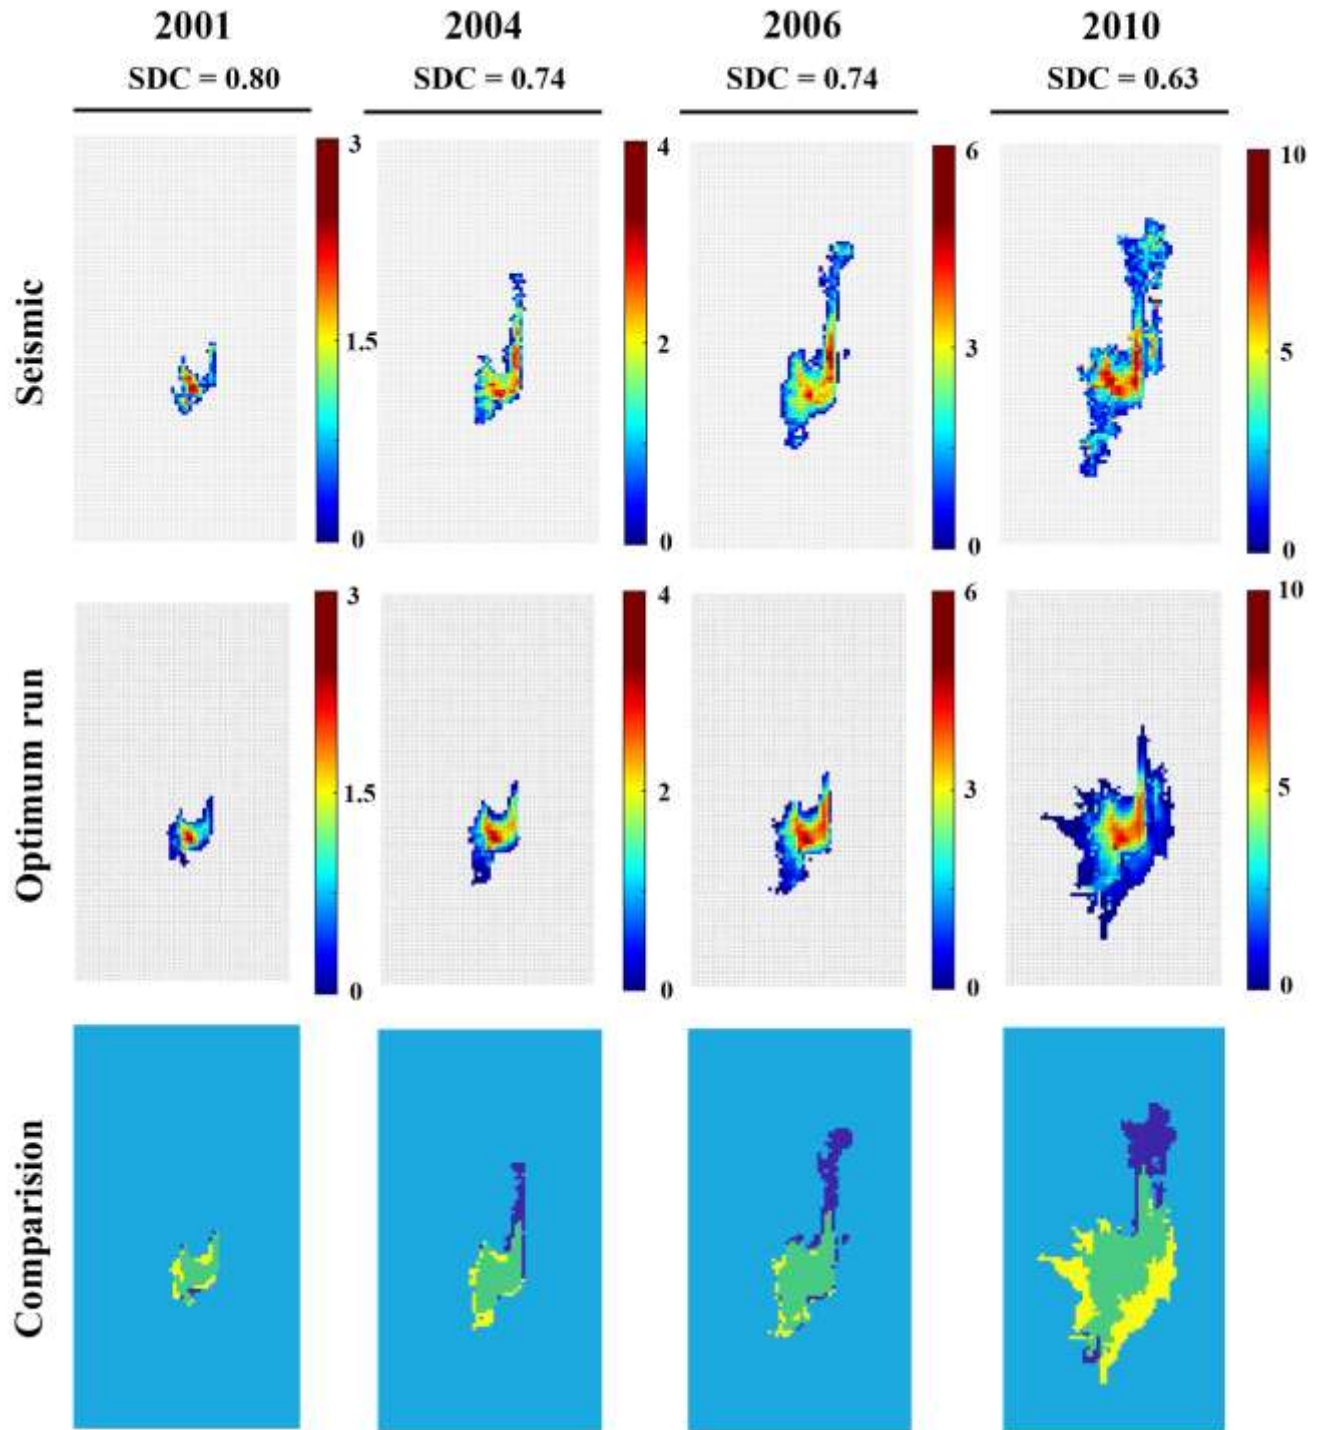 2001 2004 2006 2010
SDC = 0.80 SDC = 0.74 SDC = 0.74 SDC = 0.63
Seismic
3 4 6 10
1.5 2 3 5
0 0 0 0
Optimum run
3 4 6 10
1.5 2 3 5
0 0 0 0
Comparision